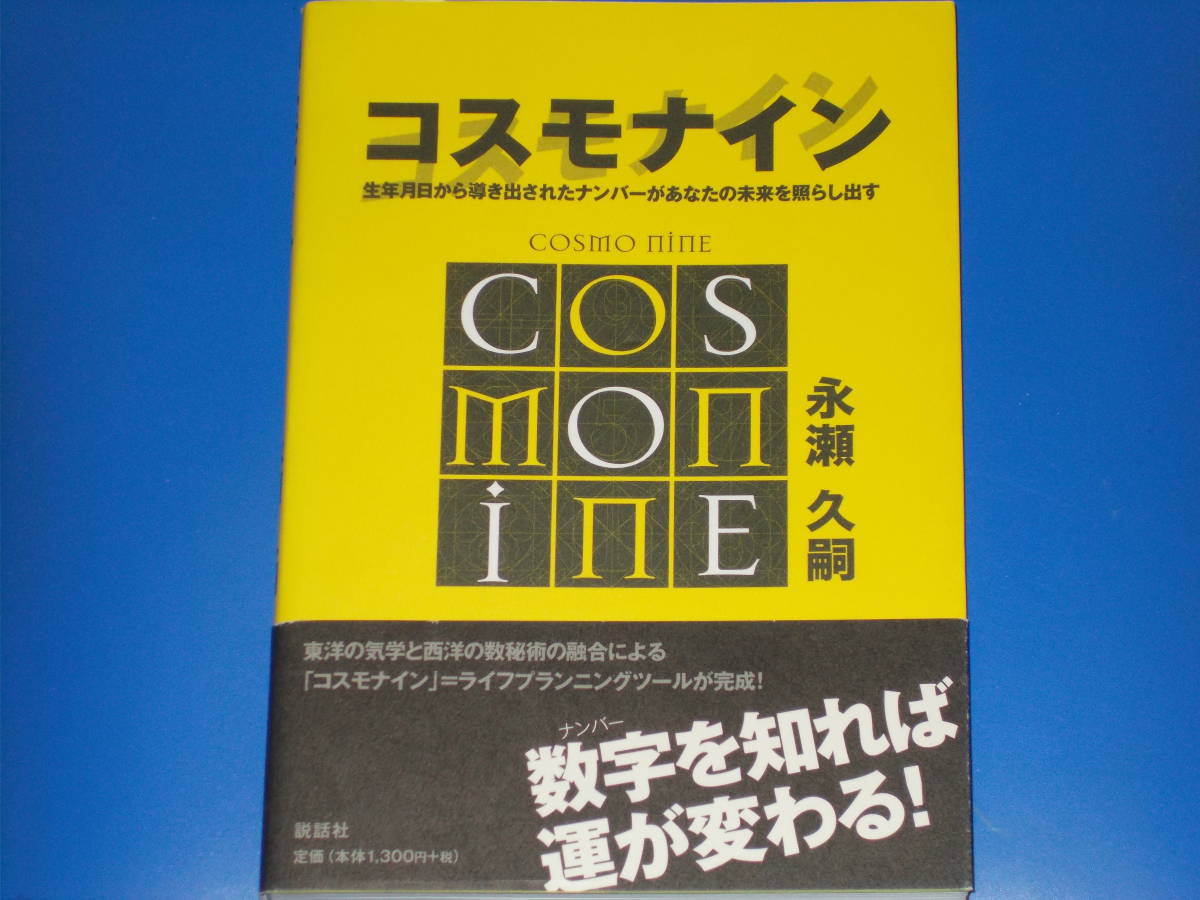 コスモナイン
生年月日から導き出されたナンバーがあなたの未来を照らし出す
COSMO NINE
COS
MON
INE
永瀬 久嗣
東洋の気学と西洋の数秘術の融合による
「コスモナイン」=ライフプランニングツールが完成!
ナンバー
数字を知れば
運が変わる!
説話社
定価(本体1,300円+税)